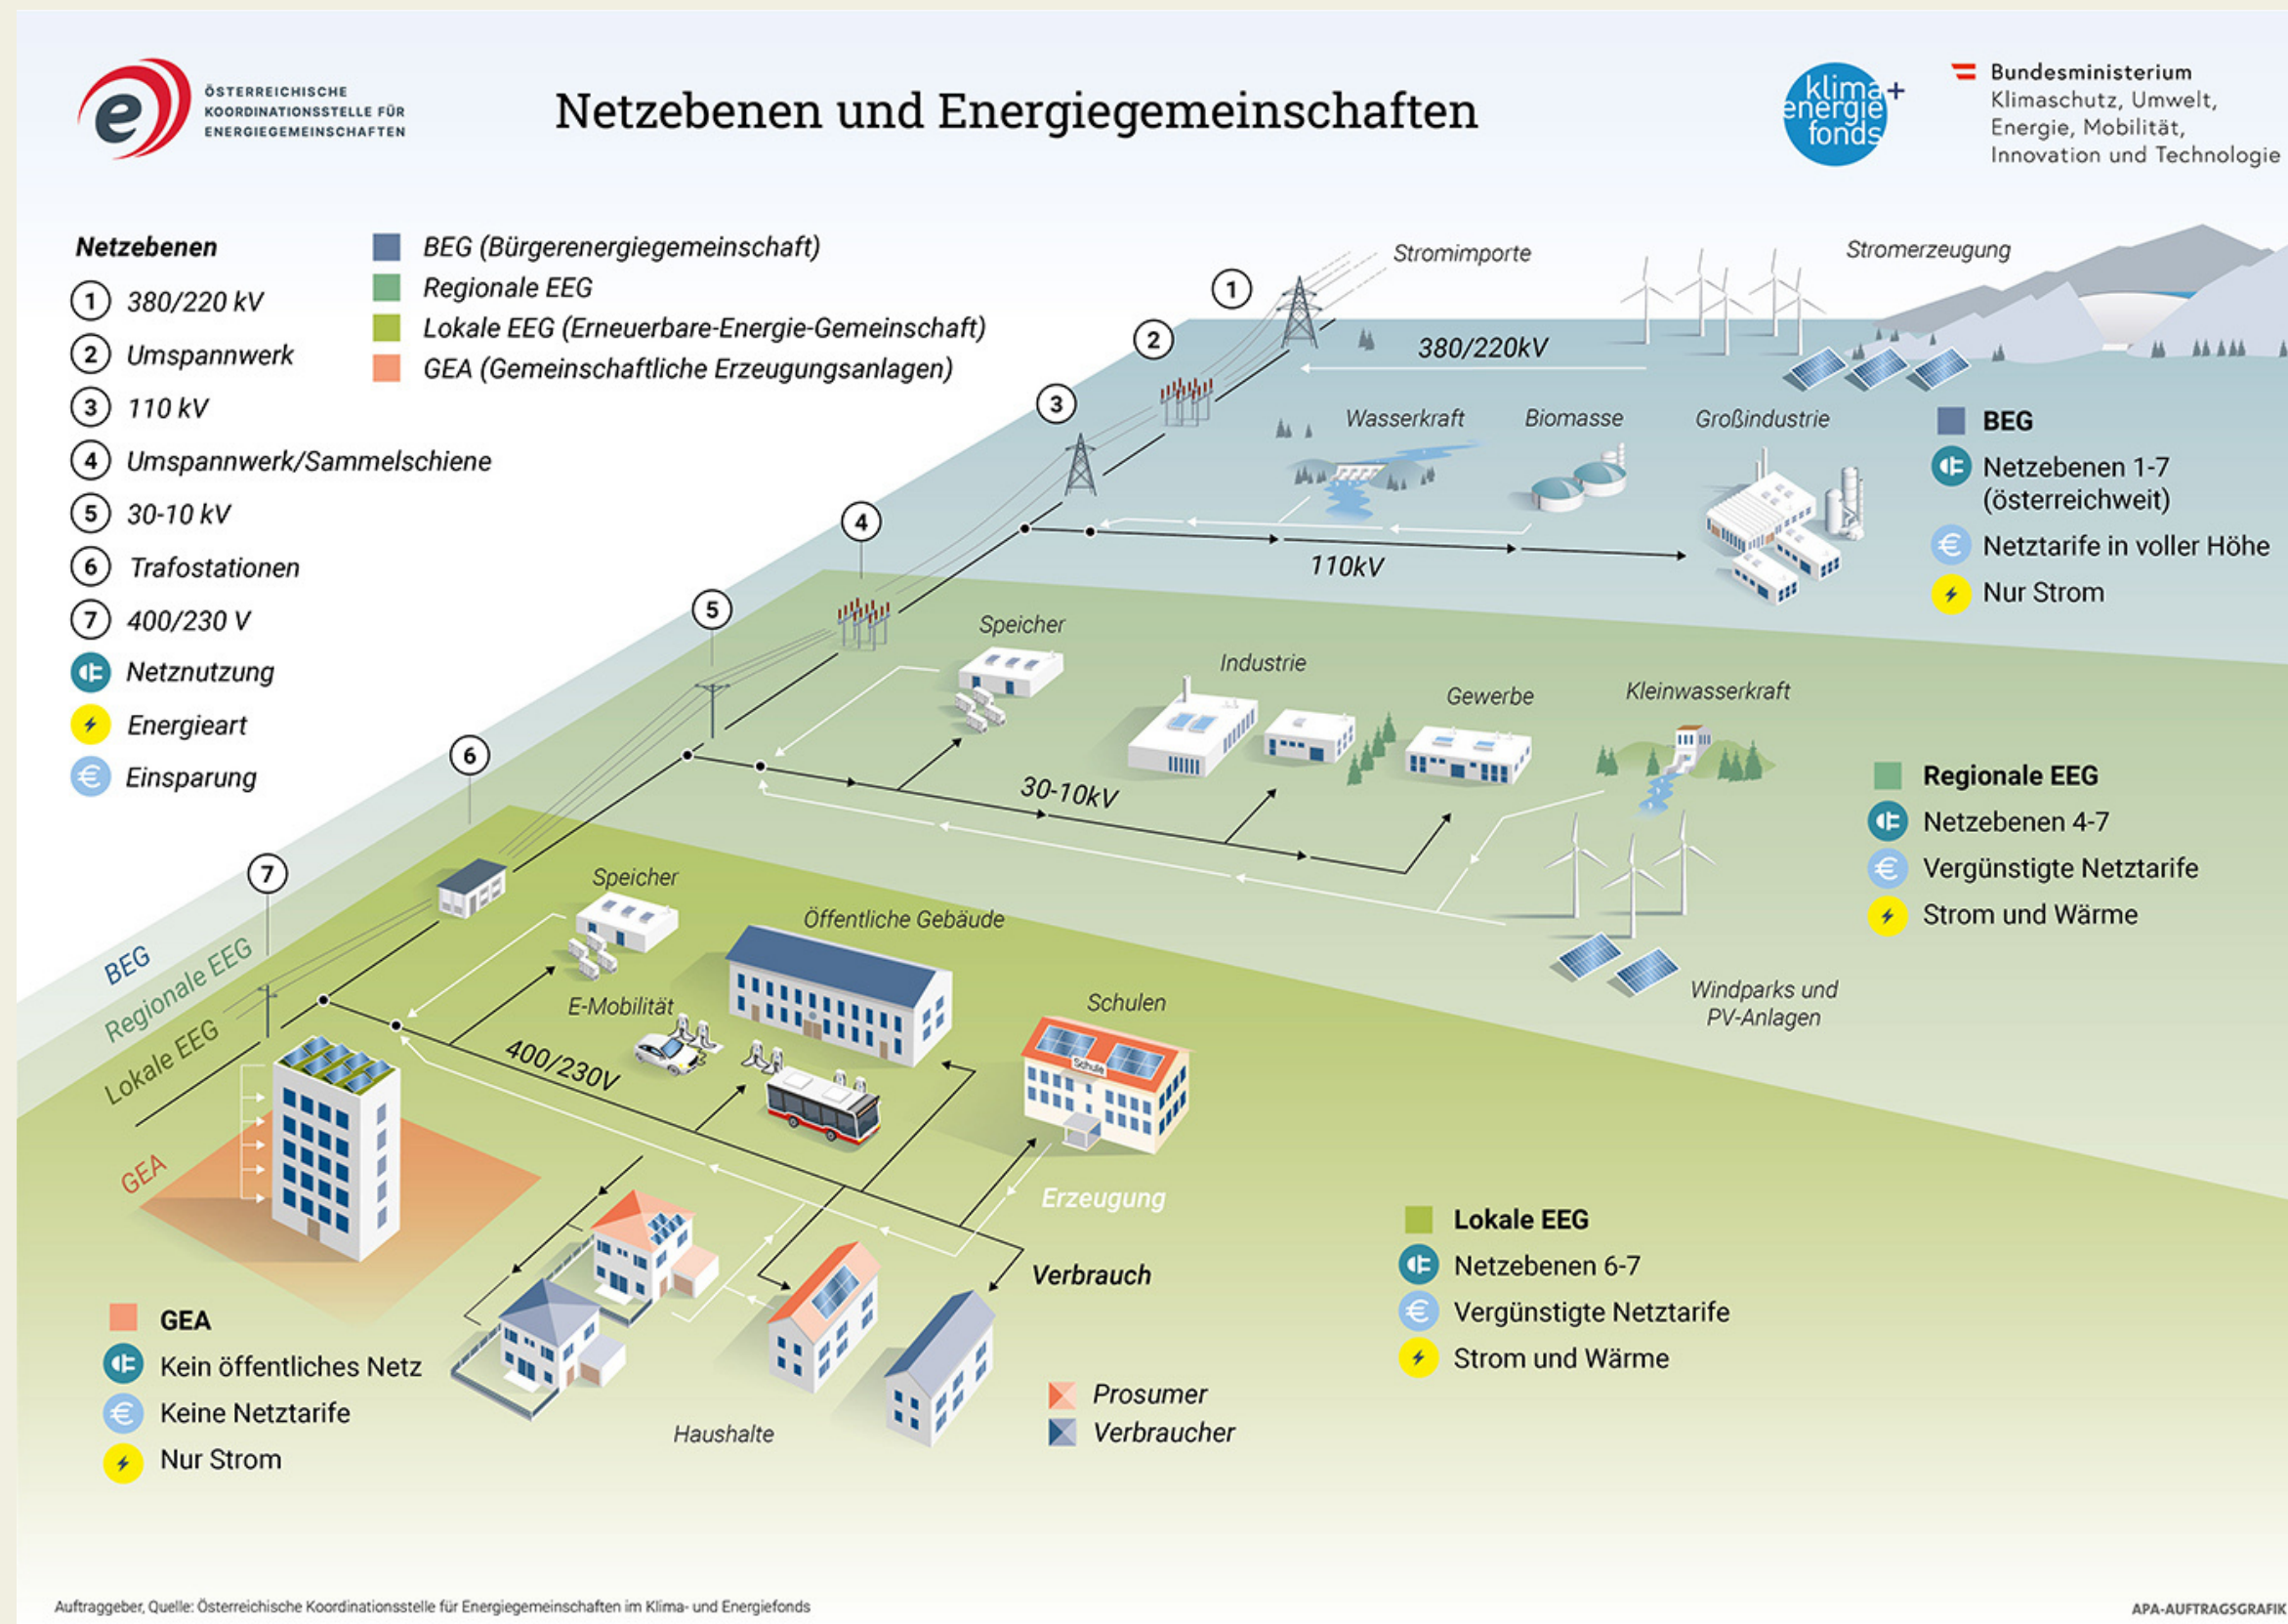 ÖSTERREICHISCHE
KOORDINATIONSSTELLE FÜR
ENERGIEGEMEINSCHAFTEN
e
Netzebenen und Energiegemeinschaften
klima+
energie
fonds
Bundesministerium
Klimaschutz, Umwelt,
Energie, Mobilität,
Innovation und Technologie
Netzebenen
1 380/220 kV
2 Umspannwerk
3 110 kV
4 Umspannwerk/Sammelschiene
5 30-10 kV
6 Trafostationen
7 400/230 V
Netznutzung
Energieart
€ Einsparung
BEG (Bürgerenergiegemeinschaft)
Regionale EEG
Lokale EEG (Erneuerbare-Energie-Gemeinschaft)
GEA (Gemeinschaftliche Erzeugungsanlagen)
1
2
3
4
5
6
7
Stromimporte
Stromerzeugung
380/220kV
Wasserkraft
Biomasse
Großindustrie
110kV
BEG
Netzebenen 1-7
(österreichweit)
€ Netztarife in voller Höhe
Nur Strom
Speicher
Industrie
Gewerbe
Kleinwasserkraft
30-10kV
Windparks und
PV-Anlagen
Regionale EEG
Netzebenen 4-7
€ Vergünstigte Netztarife
Strom und Wärme
BEG
Regionale EEG
Lokale EEG
GEA
Speicher
Öffentliche Gebäude
E-Mobilität
Schulen
Schule
400/230V
Erzeugung
Verbrauch
Lokale EEG
Netzebenen 6-7
€ Vergünstigte Netztarife
Strom und Wärme
GEA
Kein öffentliches Netz
€ Keine Netztarife
Nur Strom
Haushalte
Prosumer
Verbraucher
Auftraggeber, Quelle: Österreichische Koordinationsstelle für Energiegemeinschaften im Klima- und Energiefonds
APA-AUFTRAGSGRAFIK